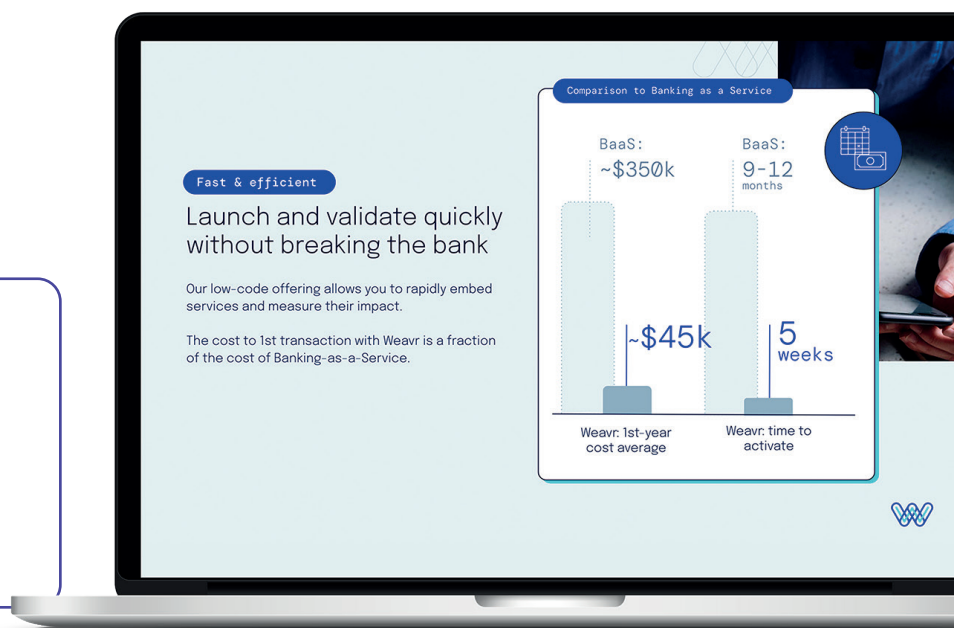 Fast & efficient
Launch and validate quickly
without breaking the bank
Our low-code offering allows you to rapidly embed
services and measure their impact.
The cost to 1st transaction with Weavr is a fraction
of the cost of Banking-as-a-Service.
Comparison to Banking as a Service
BaaS:
~$350k
BaaS:
9-12
months
~$45k
5
weeks
Weavr: 1st-year
cost average
Weavr: time to
activate